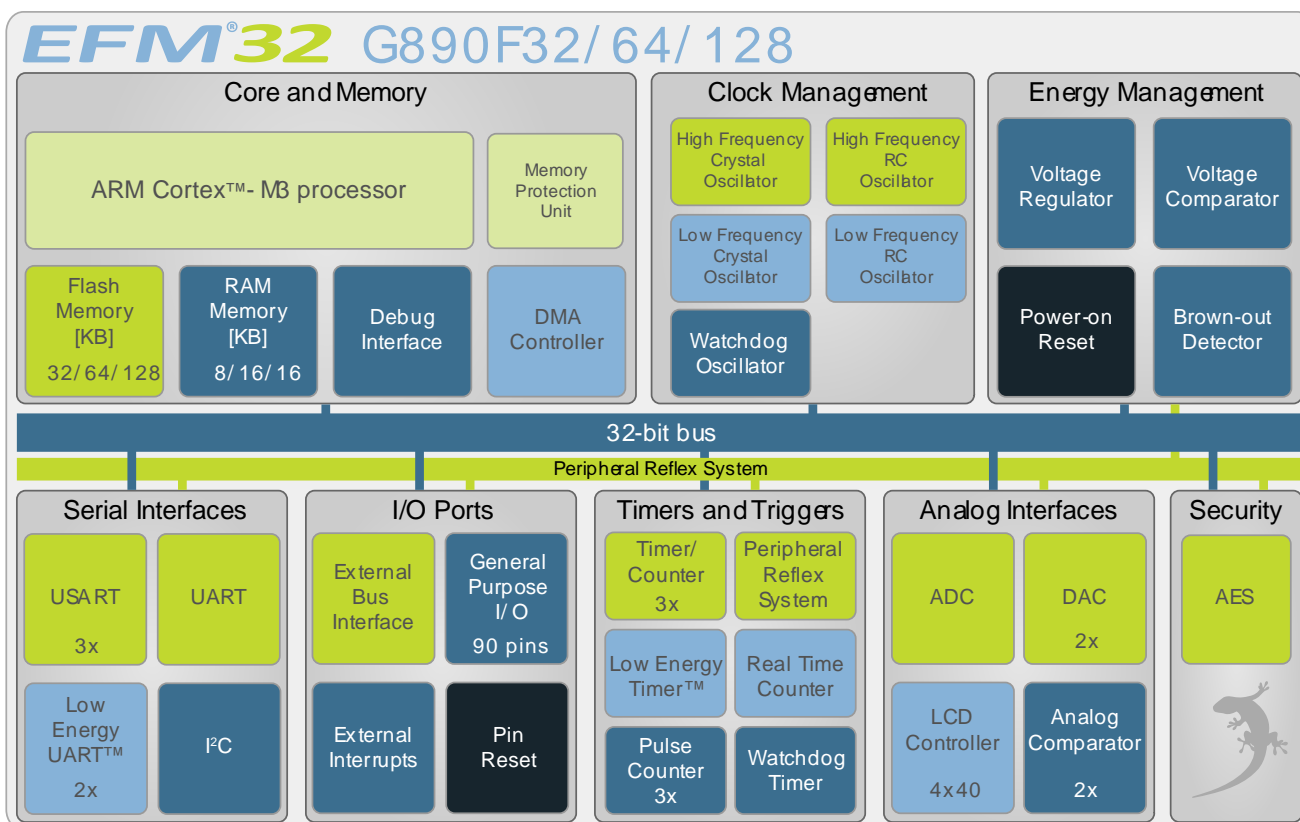 EFM®32 G890F32/64/128
Core and Memory
ARM Cortex™-M3 processor
Memory
Protection
Unit
Flash
Memory
[KB]
32/64/128
RAM
Memory
[KB]
8/16/16
Debug
Interface
DMA
Controller
Clock Management
High Frequency
Crystal
Oscillator
High Frequency
RC
Oscillator
Low Frequency
Crystal
Oscillator
Low Frequency
RC
Oscillator
Watchdog
Oscillator
Energy Management
Voltage
Regulator
Voltage
Comparator
Power-on
Reset
Brown-out
Detector
32-bit bus
Peripheral Reflex System
Serial Interfaces
USART
3x
UART
Low
Energy
UART™
2x
I²C
I/O Ports
External
Bus
Interface
General
Purpose
I/O
90 pins
External
Interrupts
Pin
Reset
Timers and Triggers
Timer/
Counter
3x
Peripheral
Reflex
System
Low Energy
Timer™
Real Time
Counter
Pulse
Counter
3x
Watchdog
Timer
Analog Interfaces
ADC
DAC
2x
LCD
Controller
4x40
Analog
Comparator
2x
Security
AES